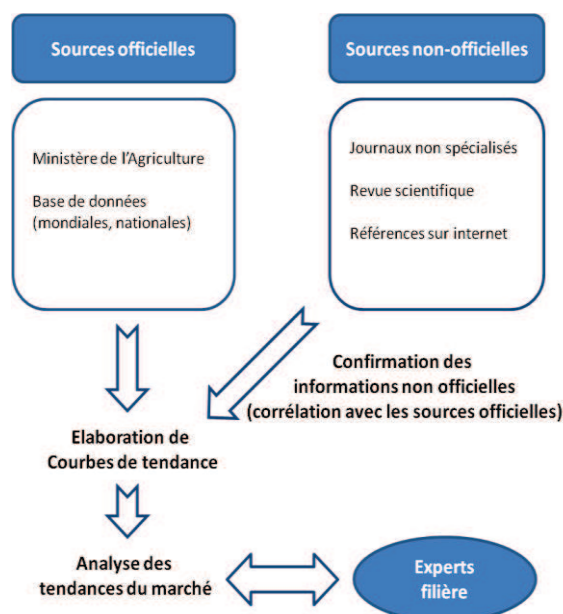 Sources officielles
Ministère de l'Agriculture
Base de données
(mondiales, nationales)
Sources non-officielles
Journaux non spécialisés
Revue scientifique
Références sur internet
Confirmation des
informations non officielles
(corrélation avec les sources officielles)
Elaboration de
Courbes de tendance
Analyse des
tendances du marché
Experts
filière